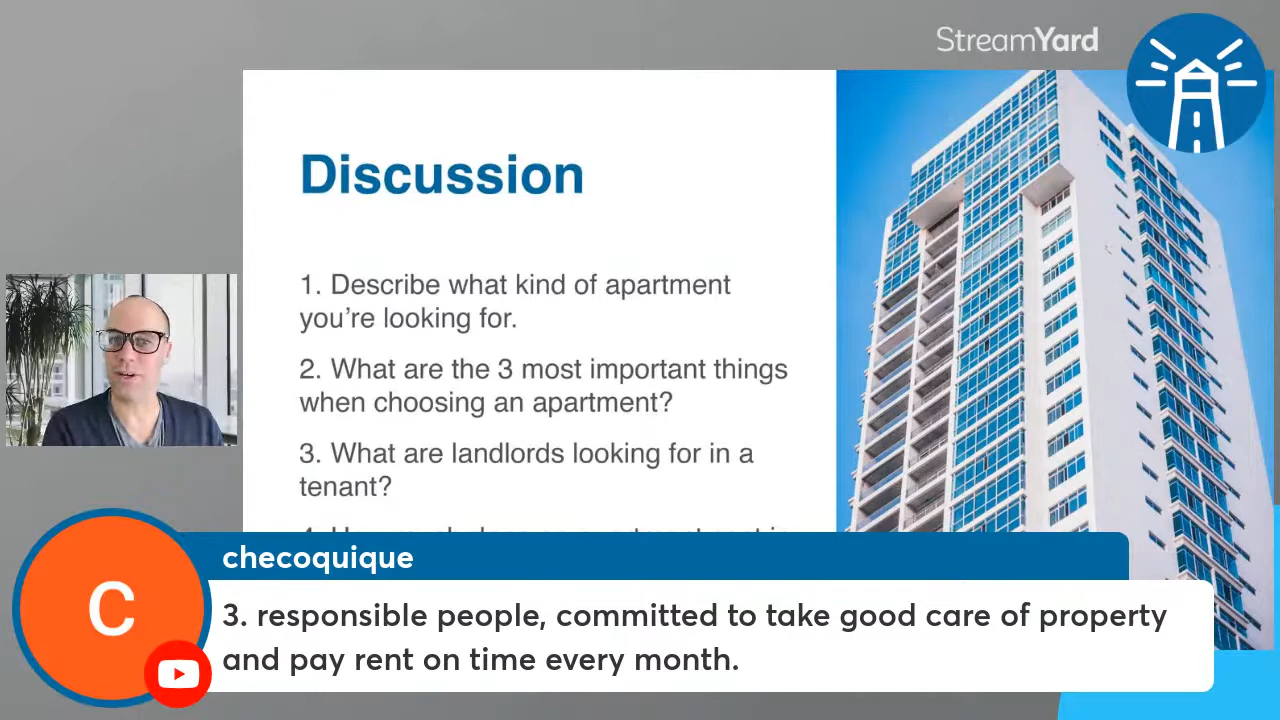 StreamYard
Discussion
1. Describe what kind of apartment
you're looking for.
2. What are the 3 most important things
when choosing an apartment?
3. What are landlords looking for in a
tenant?
checoquique
C
3. responsible people, committed to take good care of property
and pay rent on time every month.